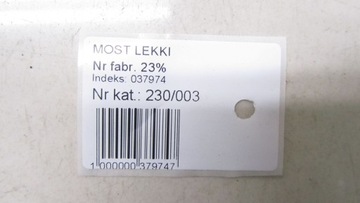 MOST LEKKI
Nr fabr. 23%
Indeks: 037974
Nr kat.: 230/003
1 000000 379747